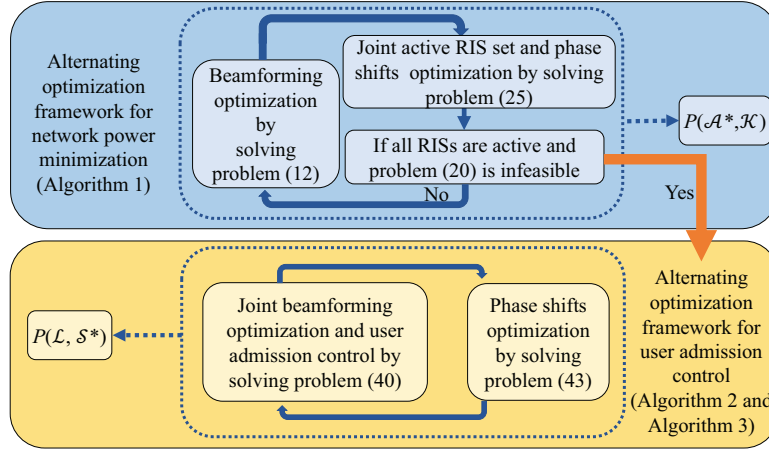 Alternating
optimization
framework for
network power
minimization
(Algorithm 1)
Beamforming
optimization
by
solving
problem (12)
Joint active RIS set and phase
shifts optimization by solving
problem (25)
If all RISs are active and
problem (20) is infeasible
No
Yes
P(𝒜*,𝒦)
P(ℒ, 𝒮*)
Joint beamforming
optimization and user
admission control by
solving problem (40)
Phase shifts
optimization
by solving
problem (43)
Alternating
optimization
framework for
user admission
control
(Algorithm 2 and
Algorithm 3)